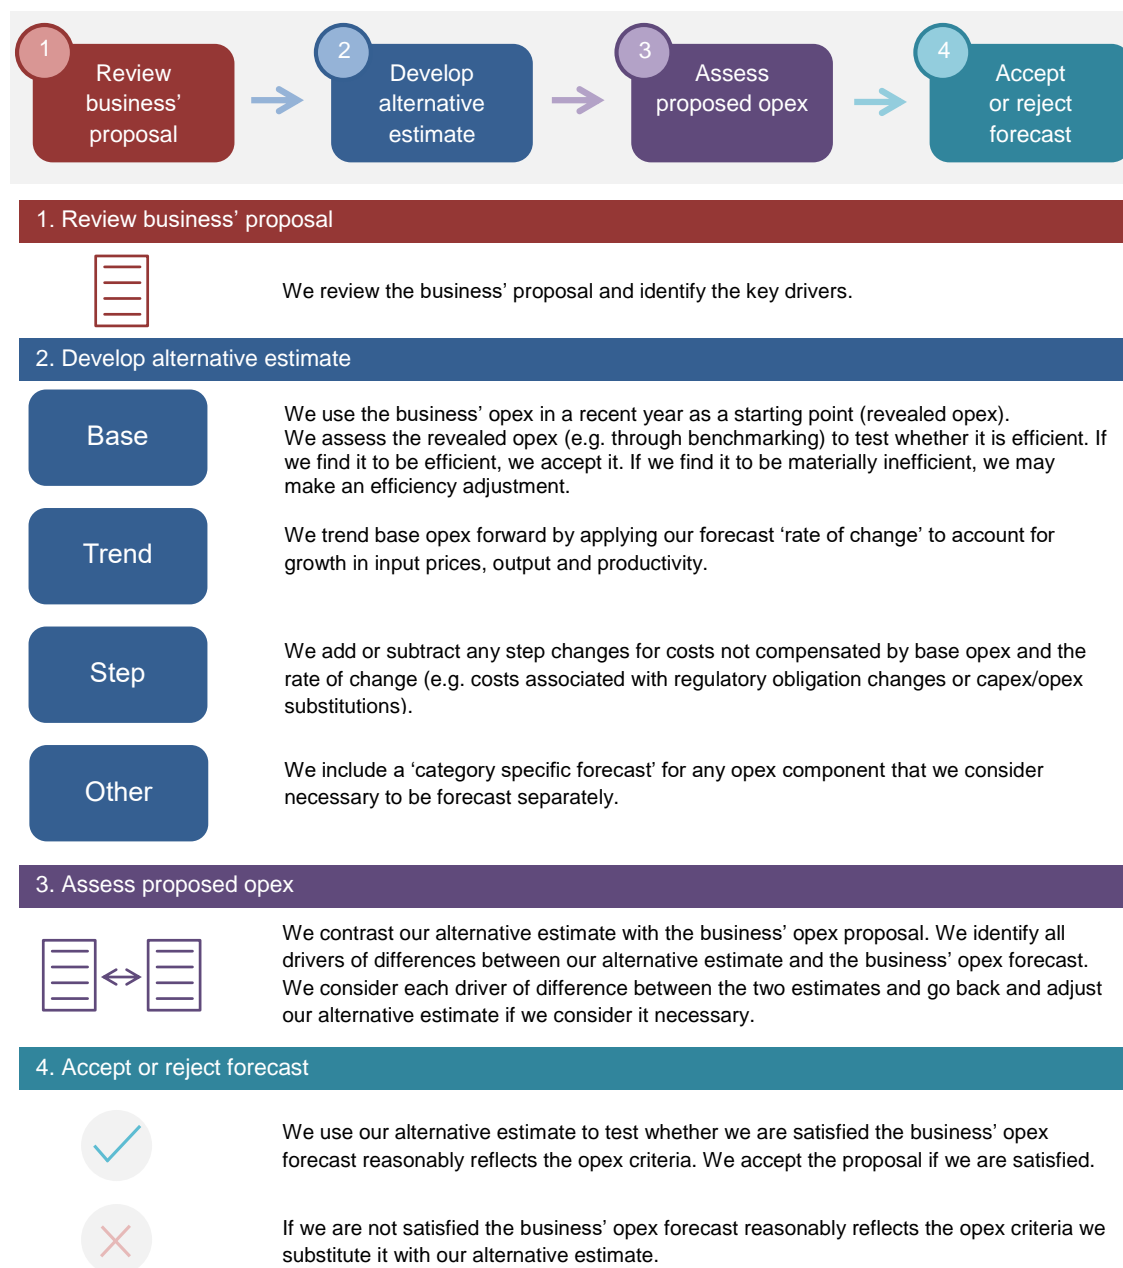 1
Review
business’
proposal
2
Develop
alternative
estimate
3
Assess
proposed opex
4
Accept
or reject
forecast
1. Review business’ proposal
We review the business’ proposal and identify the key drivers.
2. Develop alternative estimate
Base
We use the business’ opex in a recent year as a starting point (revealed opex).
We assess the revealed opex (e.g. through benchmarking) to test whether it is efficient. If
we find it to be efficient, we accept it. If we find it to be materially inefficient, we may
make an efficiency adjustment.
Trend
We trend base opex forward by applying our forecast ‘rate of change’ to account for
growth in input prices, output and productivity.
Step
We add or subtract any step changes for costs not compensated by base opex and the
rate of change (e.g. costs associated with regulatory obligation changes or capex/opex
substitutions).
Other
We include a ‘category specific forecast’ for any opex component that we consider
necessary to be forecast separately.
3. Assess proposed opex
We contrast our alternative estimate with the business’ opex proposal. We identify all
drivers of differences between our alternative estimate and the business’ opex forecast.
We consider each driver of difference between the two estimates and go back and adjust
our alternative estimate if we consider it necessary.
4. Accept or reject forecast
We use our alternative estimate to test whether we are satisfied the business’ opex
forecast reasonably reflects the opex criteria. We accept the proposal if we are satisfied.
If we are not satisfied the business’ opex forecast reasonably reflects the opex criteria we
substitute it with our alternative estimate.